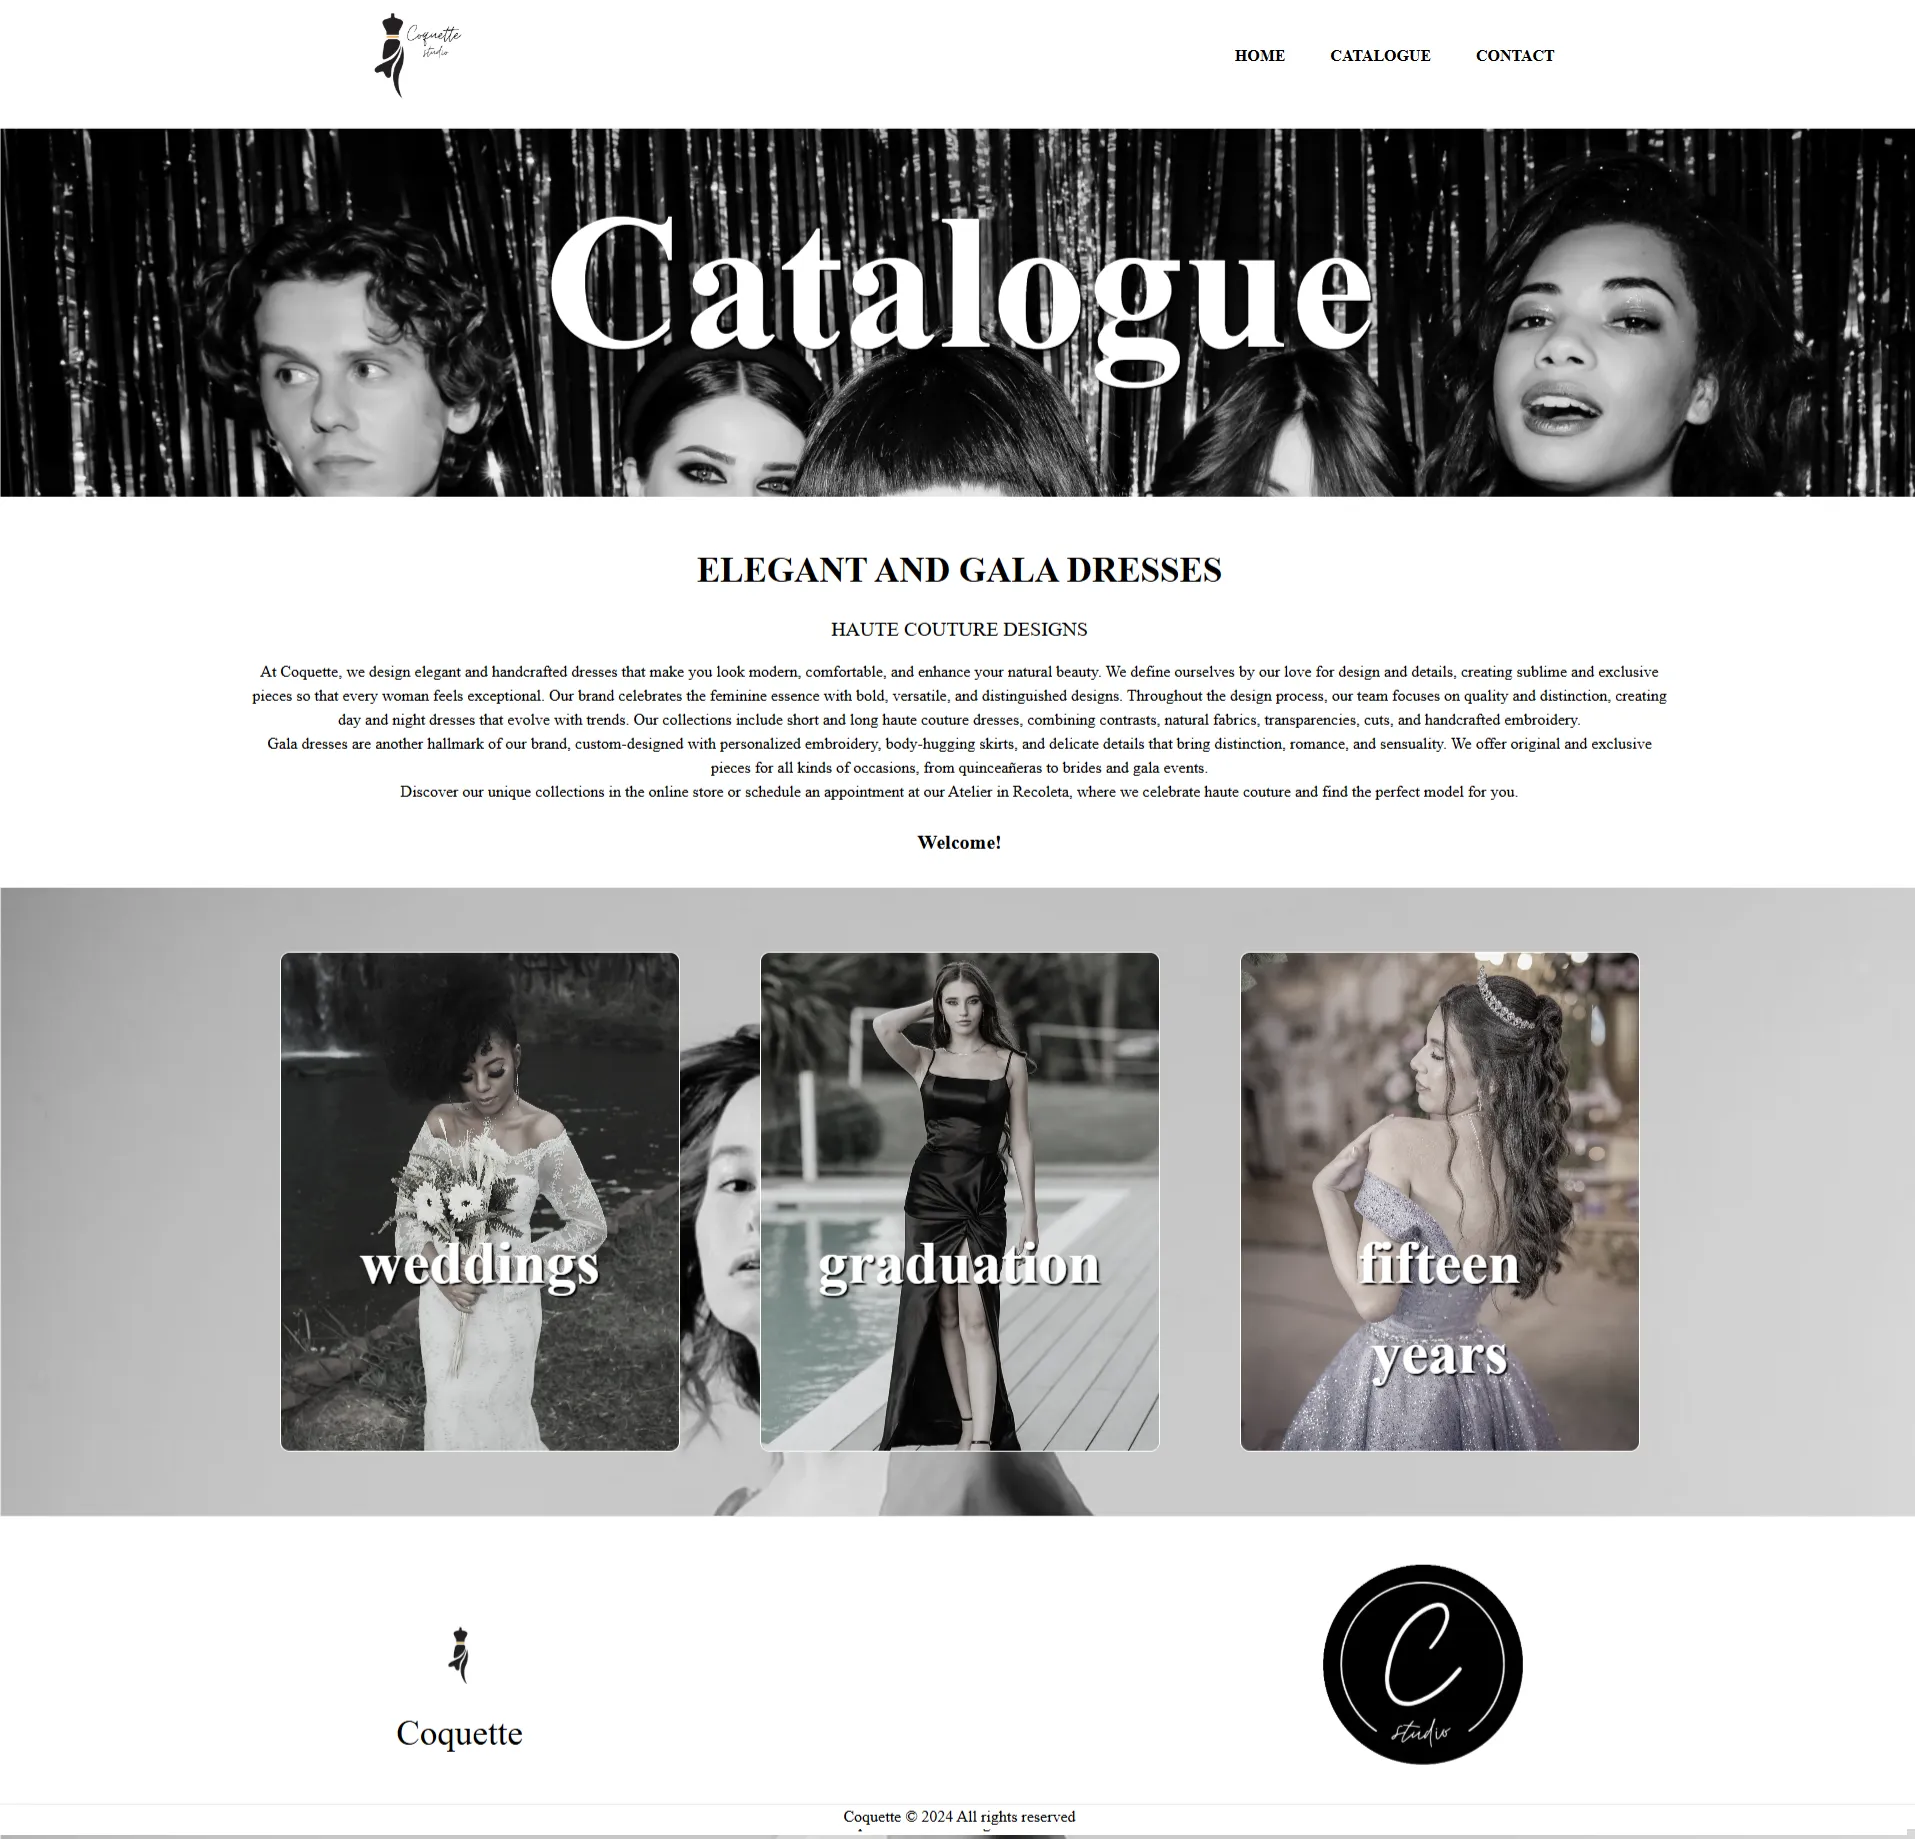 Coquette
studio
HOME CATALOGUE CONTACT
Catalogue
ELEGANT AND GALA DRESSES
HAUTE COUTURE DESIGNS
At Coquette, we design elegant and handcrafted dresses that make you look modern, comfortable, and enhance your natural beauty. We define ourselves by our love for design and details, creating sublime and exclusive
pieces so that every woman feels exceptional. Our brand celebrates the feminine essence with bold, versatile, and distinguished designs. Throughout the design process, our team focuses on quality and distinction, creating
day and night dresses that evolve with trends. Our collections include short and long haute couture dresses, combining contrasts, natural fabrics, transparencies, cuts, and handcrafted embroidery.
Gala dresses are another hallmark of our brand, custom-designed with personalized embroidery, body-hugging skirts, and delicate details that bring distinction, romance, and sensuality. We offer original and exclusive
pieces for all kinds of occasions, from quinceañeras to brides and gala events.
Discover our unique collections in the online store or schedule an appointment at our Atelier in Recoleta, where we celebrate haute couture and find the perfect model for you.
Welcome!
weddings
graduation
fifteen
years
Coquette
C
studio
Coquette © 2024 All rights reserved